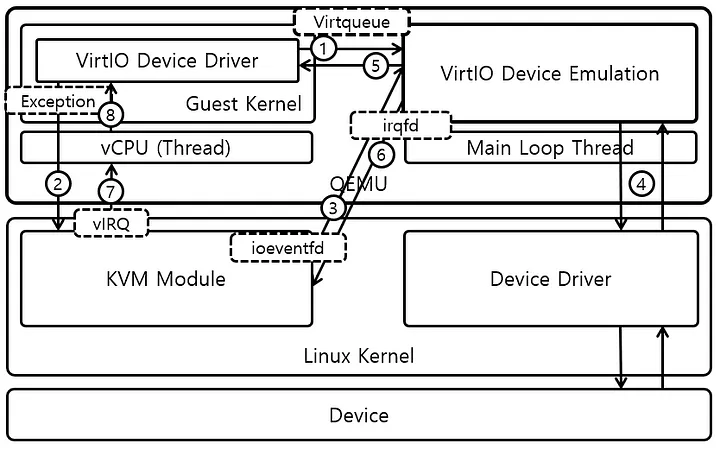 Virtqueue
1
VirtIO Device Driver
5
VirtIO Device Emulation
Exception
Guest Kernel
8
irqfd
vCPU (Thread)
6
Main Loop Thread
2
7
QEMU
4
3
vIRQ
ioeventfd
KVM Module
Device Driver
Linux Kernel
Device